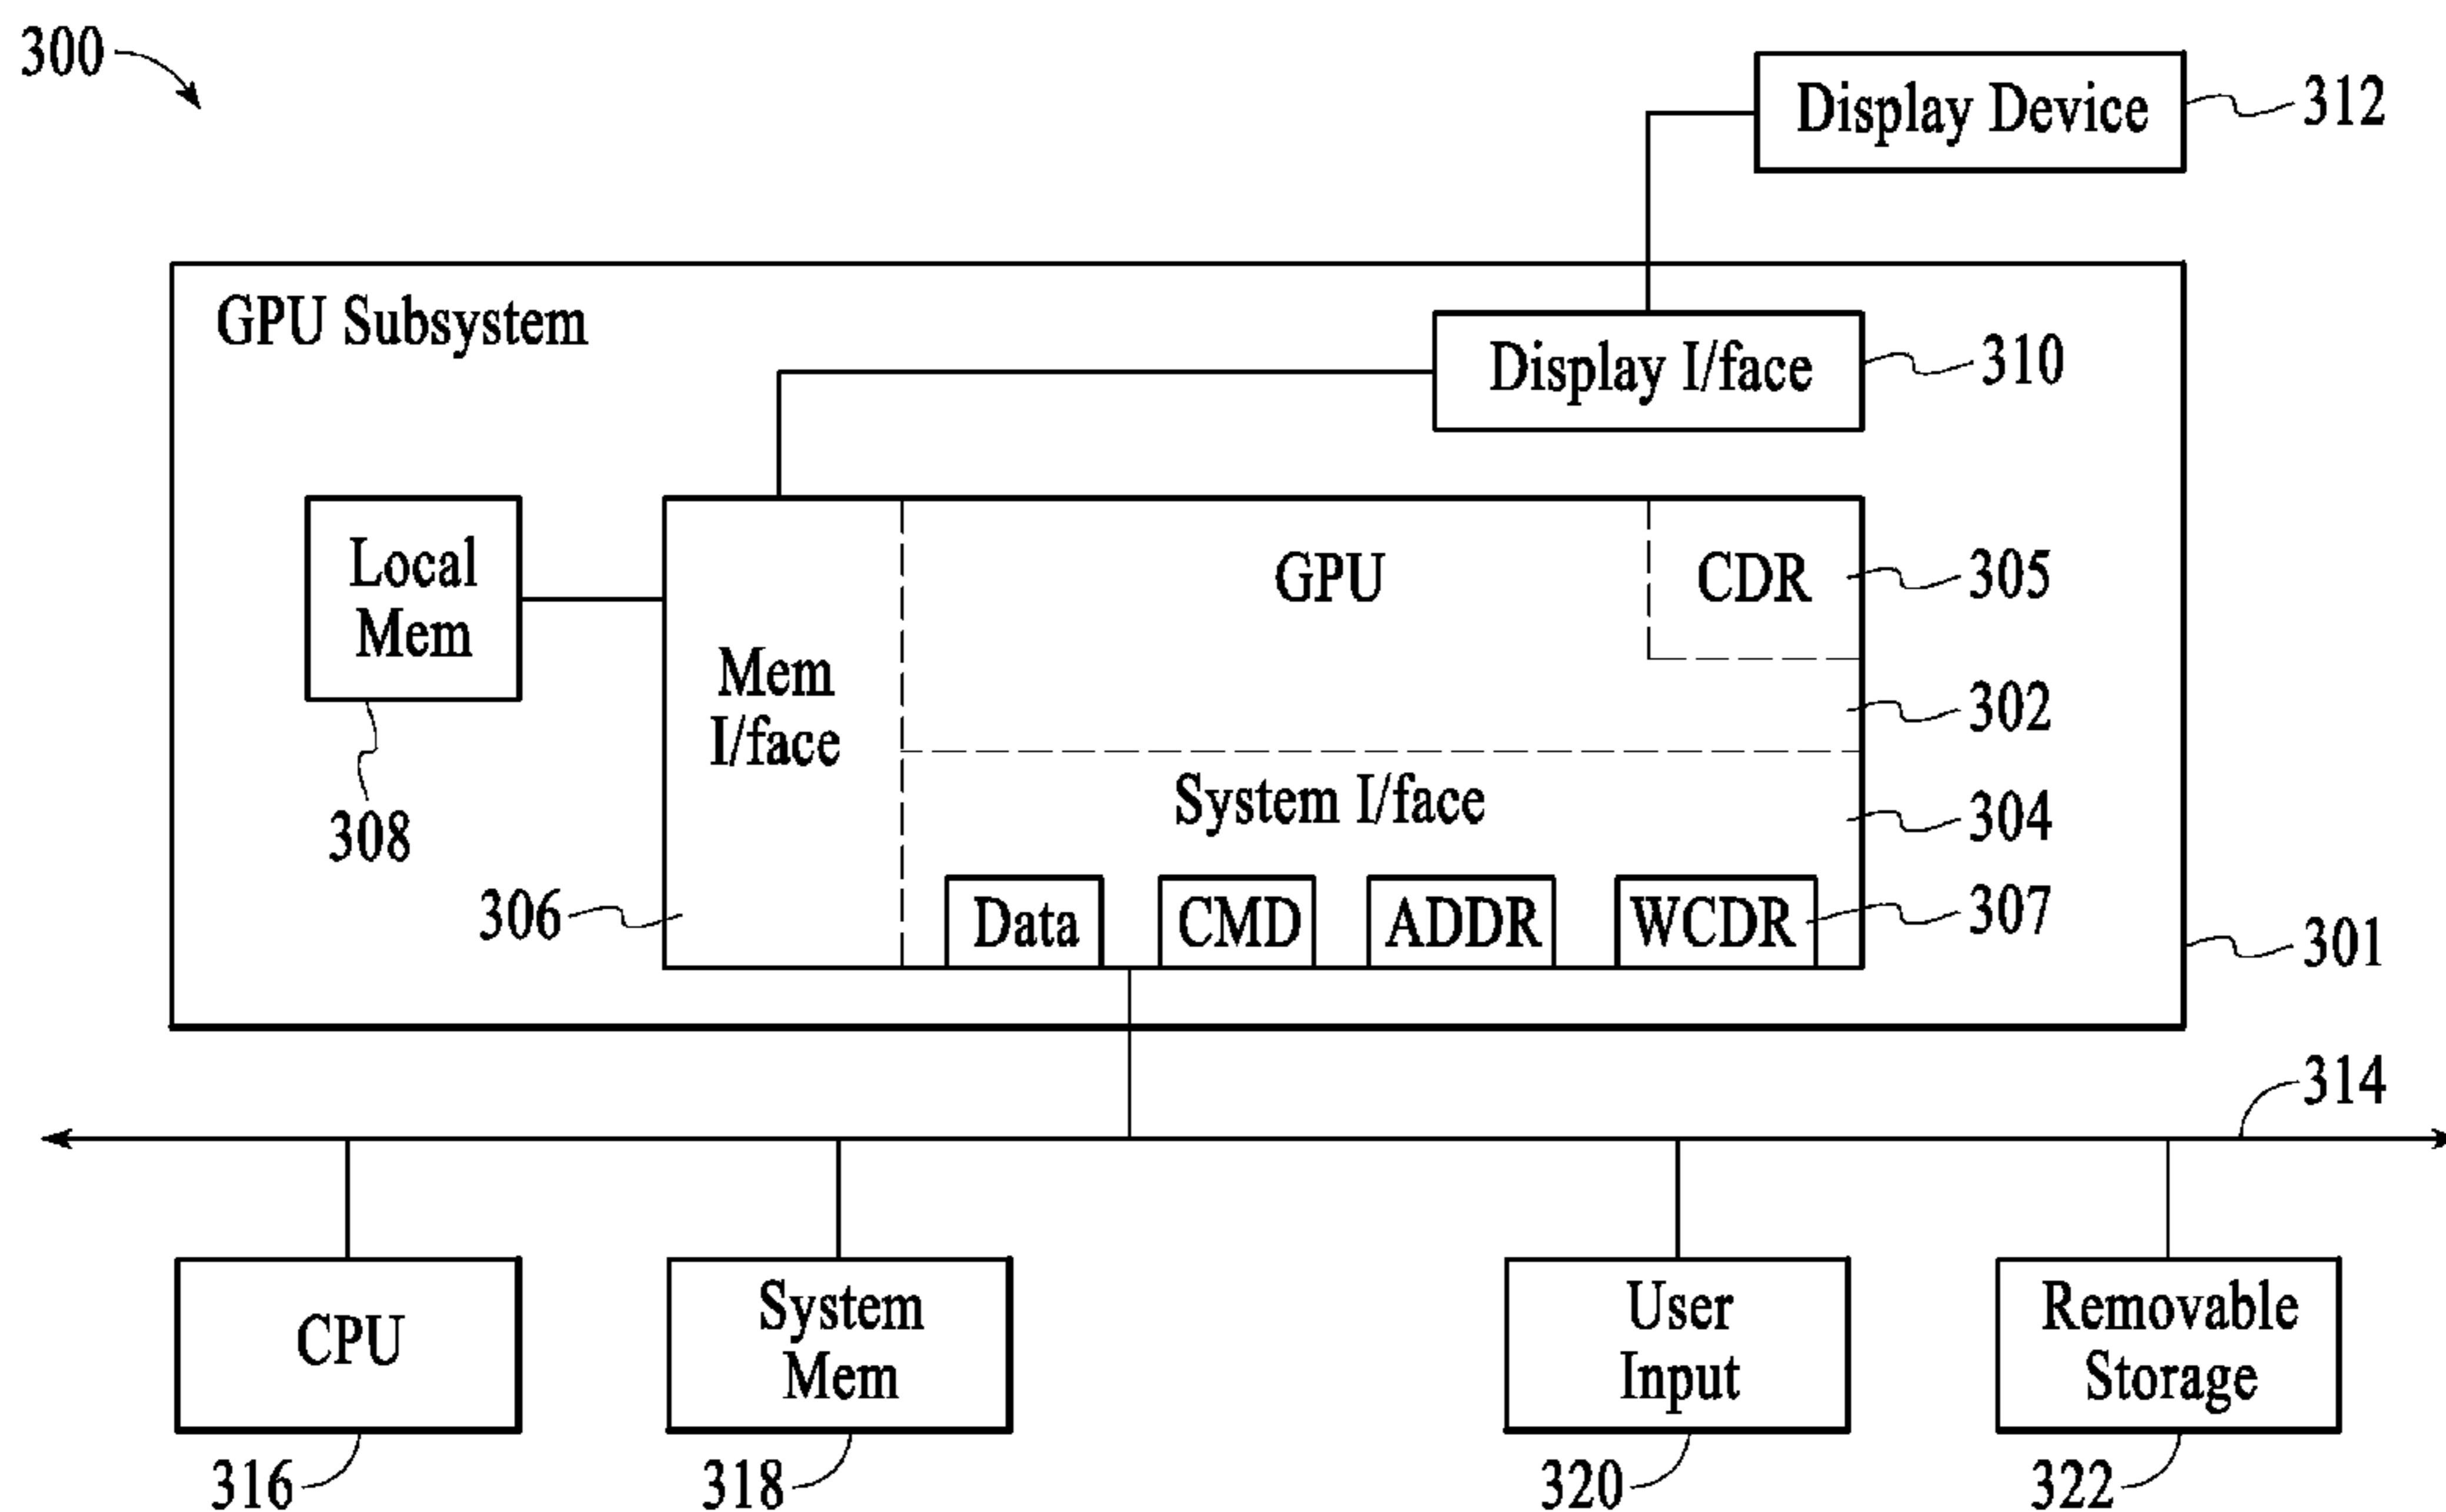 300
Display Device
312
GPU Subsystem
Display I/face
310
Local
Mem
GPU
CDR
305
Mem
I/face
302
System I/face
304
308
306
Data
CMD
ADDR
WCDR
307
301
314
CPU
System
Mem
User
Input
Removable
Storage
316
318
320
322